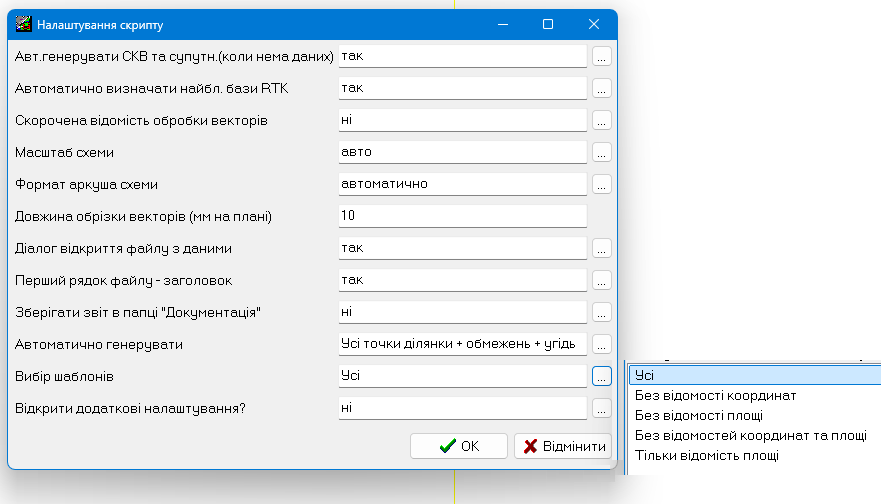 Налаштування скрипту
Авт.генерувати СКВ та супутн.(коли нема даних) так ...
Автоматично визначати найбл. бази RTK так ...
Скорочена відомість обробки векторів ні ...
Масштаб схеми авто ...
Формат аркуша схеми автоматично ...
Довжина обрізки векторів (мм на плані) 10
Діалог відкриття файлу з даними так ...
Перший рядок файлу - заголовок так ...
Зберігати звіт в папці "Документація" ні ...
Автоматично генерувати Усі точки ділянки + обмежень + угідь ...
Вибір шаблонів Усі ...
Відкрити додаткові налаштування? ні ...
OK Відмінити
Усі
Без відомості координат
Без відомості площі
Без відомостей координат та площі
Тільки відомість площі